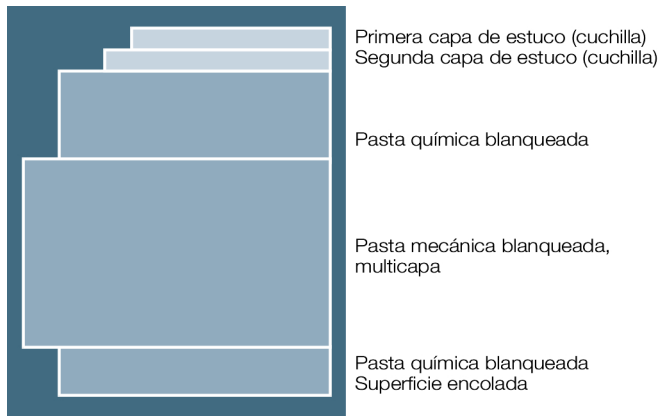 Primera capa de estuco (cuchilla)
Segunda capa de estuco (cuchilla)
Pasta química blanqueada
Pasta mecánica blanqueada,
multicapa
Pasta química blanqueada
Superficie encolada